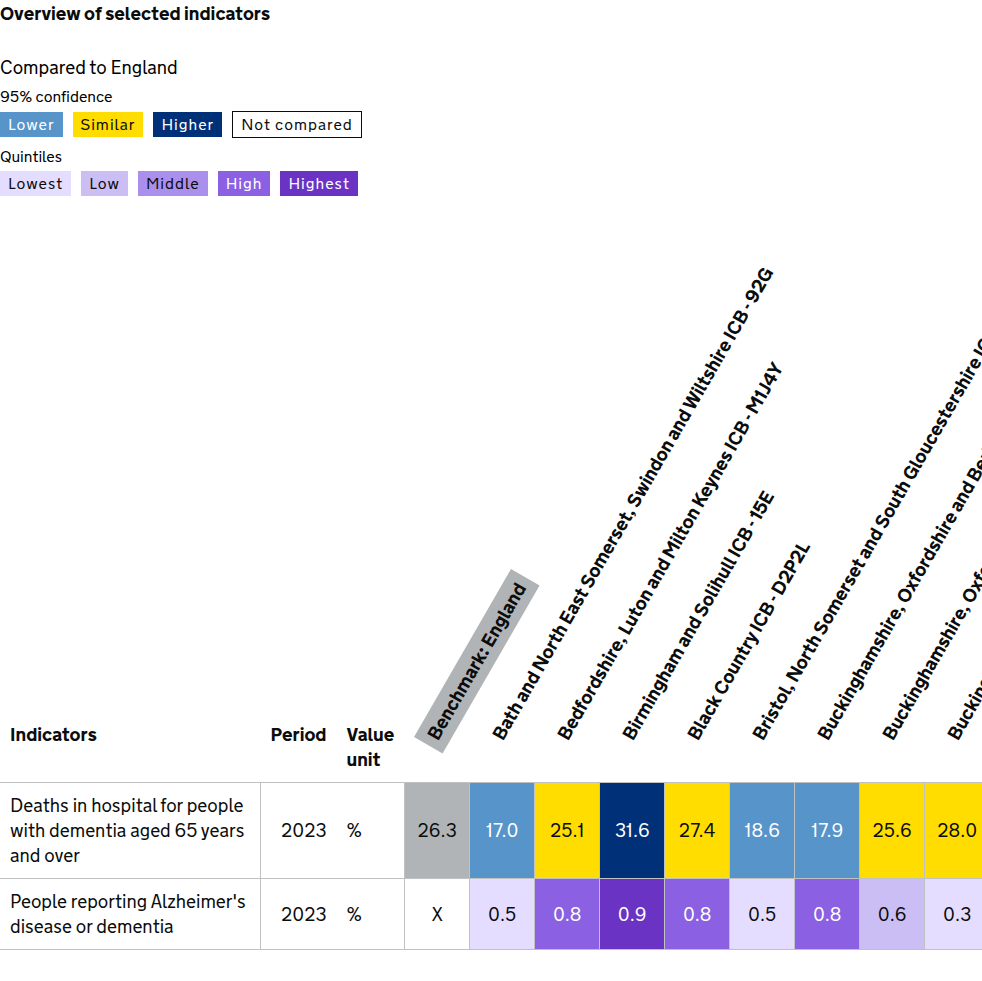 Overview of selected indicators
Compared to England
95% confidence
Lower Similar Higher Not compared
Quintiles
Lowest Low Middle High Highest
Indicators Period Value unit
Benchmark: England
Bath and North East Somerset, Swindon and Wiltshire ICB - 92G
Bedfordshire, Luton and Milton Keynes ICB - M1J4Y
Birmingham and Solihull ICB - 15E
Black Country ICB - D2P2L
Bristol, North Somerset and South Gloucestershire
Buckinghamshire, Oxfordshire and
Buckinghamshire,
Deaths in hospital for people
with dementia aged 65 years
and over
2023 % 26.3 17.0 25.1 31.6 27.4 18.6 17.9 25.6 28.0
People reporting Alzheimer's
disease or dementia
2023 % X 0.5 0.8 0.9 0.8 0.5 0.8 0.6 0.3